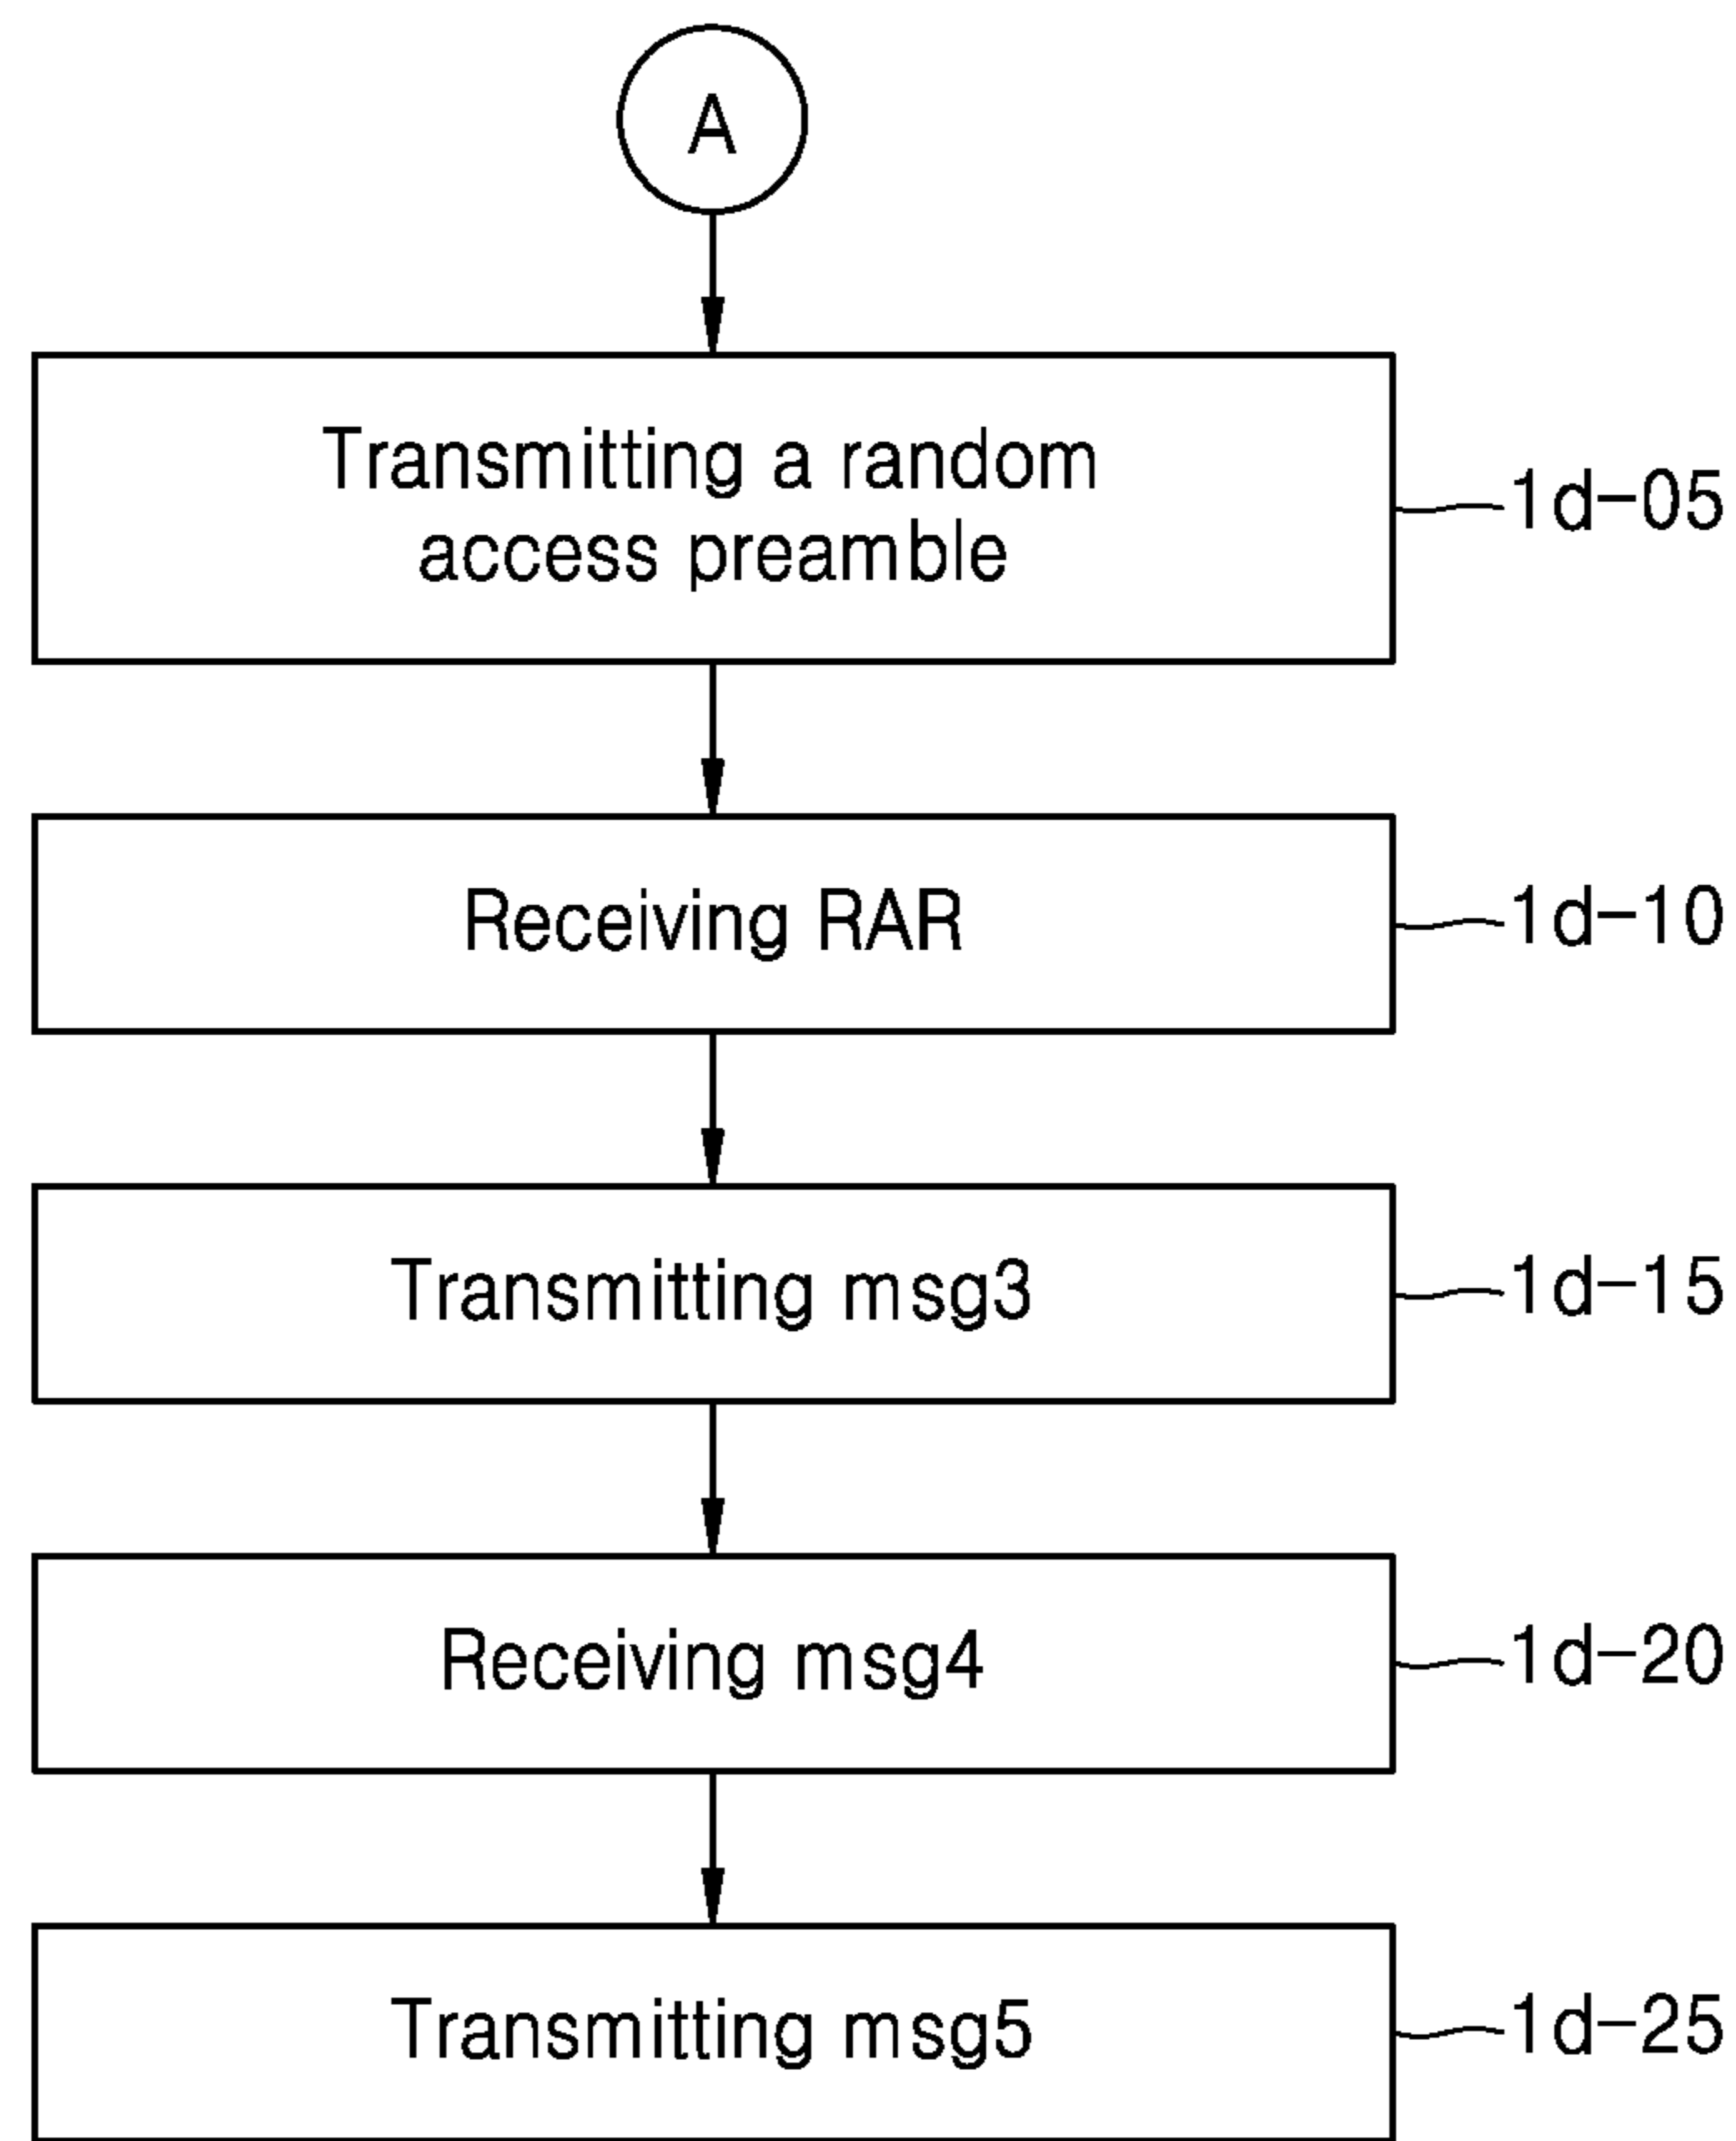 A
Transmitting a random
access preamble
1d-05
Receiving RAR
1d-10
Transmitting msg3
1d-15
Receiving msg4
1d-20
Transmitting msg5
1d-25